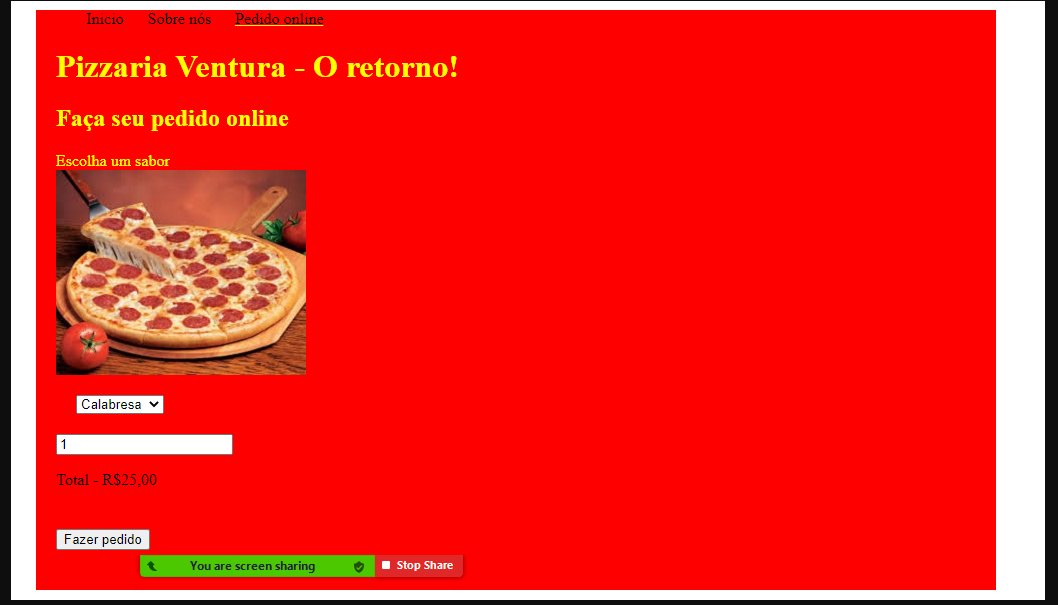 Inicio Sobre nós Pedido online
Pizzaria Ventura - O retorno!
Faça seu pedido online
Escolha um sabor
Calabresa
1
Total - R$25,00
Fazer pedido
You are screen sharing Stop Share